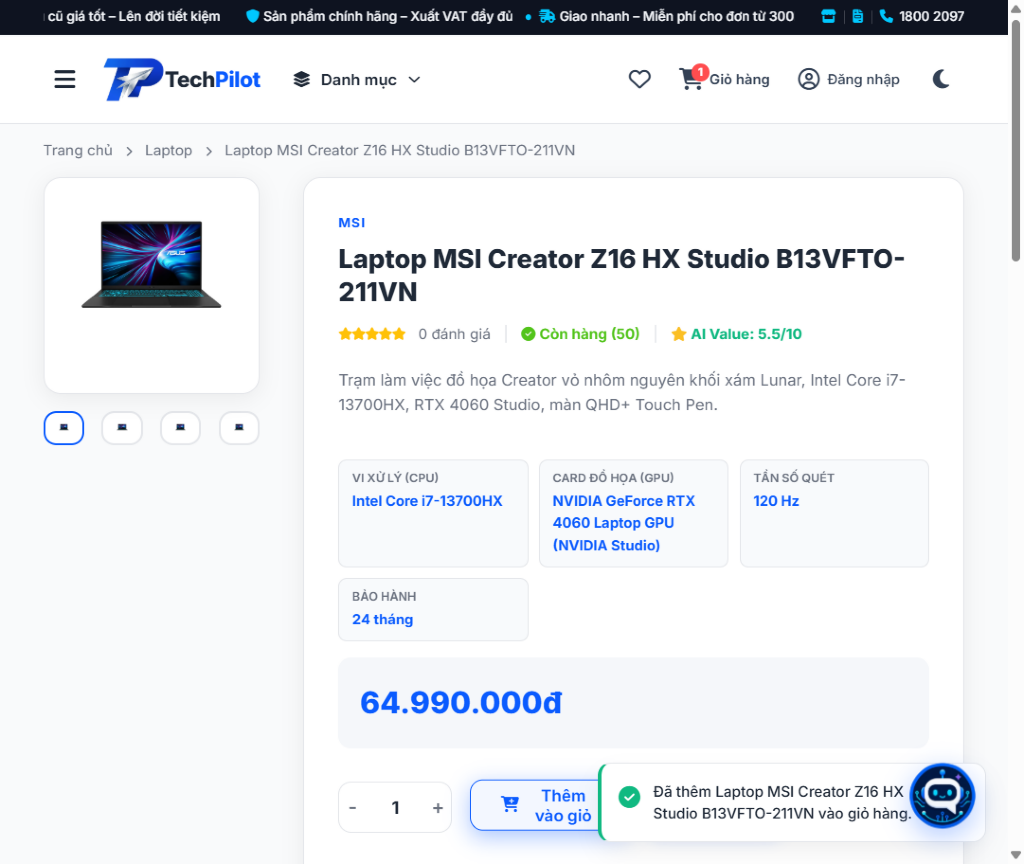 cũ giá tốt – Lên đời tiết kiệm
Sản phẩm chính hãng – Xuất VAT đầy đủ
Giao nhanh – Miễn phí cho đơn từ 300
1800 2097
TechPilot
Danh mục
1
Giỏ hàng
Đăng nhập
Trang chủ > Laptop > Laptop MSI Creator Z16 HX Studio B13VFTO-211VN
ASUS
MSI
Laptop MSI Creator Z16 HX Studio B13VFTO-
211VN
0 đánh giá
Còn hàng (50)
AI Value: 5.5/10
Trạm làm việc đồ họa Creator vỏ nhôm nguyên khối xám Lunar, Intel Core i7-
13700HX, RTX 4060 Studio, màn QHD+ Touch Pen.
VI XỬ LÝ (CPU)
Intel Core i7-13700HX
CARD ĐỒ HỌA (GPU)
NVIDIA GeForce RTX
4060 Laptop GPU
(NVIDIA Studio)
TẦN SỐ QUÉT
120 Hz
BẢO HÀNH
24 tháng
64.990.000đ
- 1 +
Thêm
vào giỏ
Đã thêm Laptop MSI Creator Z16 HX
Studio B13VFTO-211VN vào giỏ hàng.